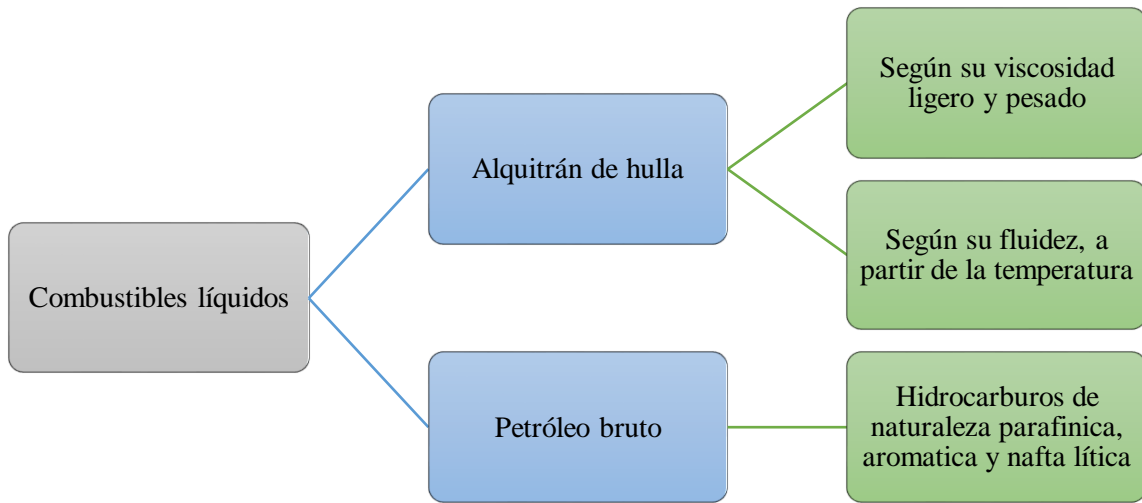 Combustibles líquidos
Alquitrán de hulla
Según su viscosidad
ligero y pesado
Según su fluidez, a
partir de la temperatura
Petróleo bruto
Hidrocarburos de
naturaleza parafinica,
aromatica y nafta lítica